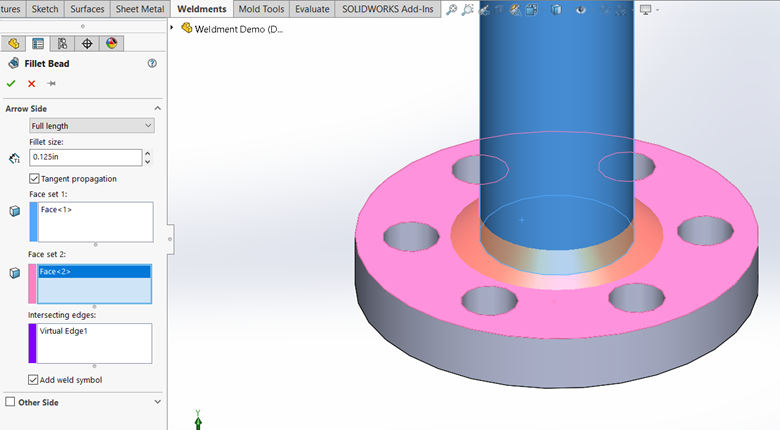 tures Sketch Surfaces Sheet Metal Weldments Mold Tools Evaluate SOLIDWORKS Add-Ins
Weldment Demo (D...
Fillet Bead
Arrow Side
Full length
Fillet size:
0.125in
Tangent propagation
Face set 1:
Face<1>
Face set 2:
Face<2>
Intersecting edges:
Virtual Edge1
Add weld symbol
Other Side
Y